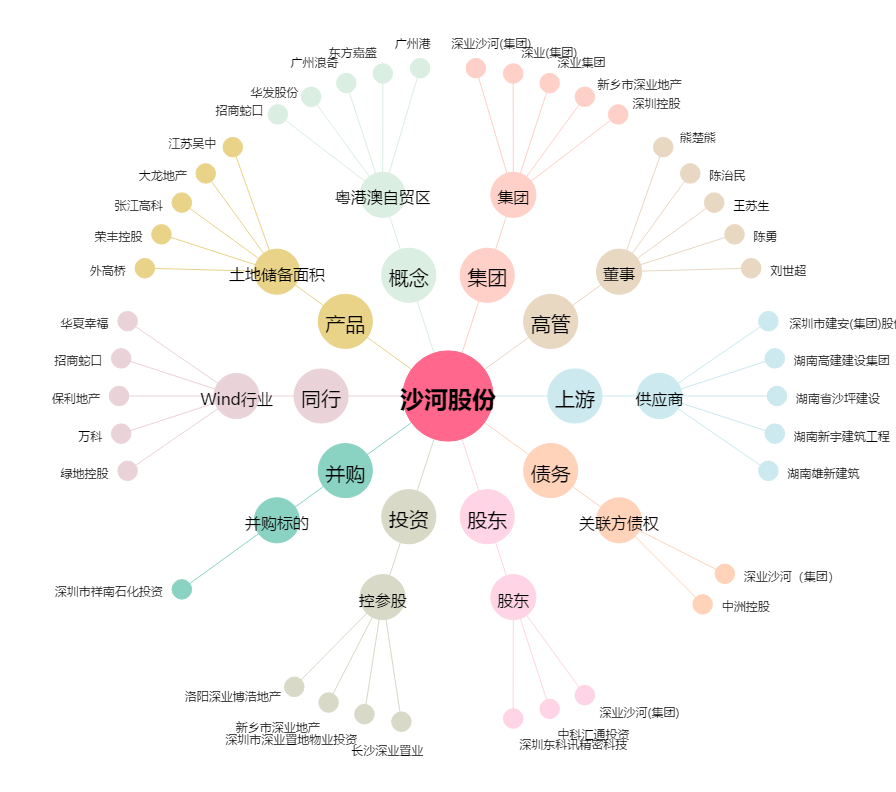 广州港
东方嘉盛
广州浪奇
华发股份
招商蛇口
深业沙河(集团)
深业(集团)
深业集团
新乡市深业地产
深圳控股
江苏吴中
大龙地产
张江高科
荣丰控股
外高桥
熊楚熊
陈治民
王苏生
陈勇
刘世超
粤港澳自贸区
集团
土地储备面积
概念
集团
董事
产品
高管
华夏幸福
招商蛇口
保利地产
万科
绿地控股
Wind行业
同行
沙河股份
上游
供应商
深圳市建安(集团)股份
湖南高建建设集团
湖南省沙坪建设
湖南新宇建筑工程
湖南雄新建筑
并购
债务
并购标的
投资
股东
关联方债权
深圳市祥南石化投资
控参股
股东
深业沙河（集团）
中洲控股
洛阳深业博浩地产
新乡市深业地产
深圳市深业置地物业投资
长沙深业置业
深业沙河(集团)
中科汇通投资
深圳东科讯精密科技